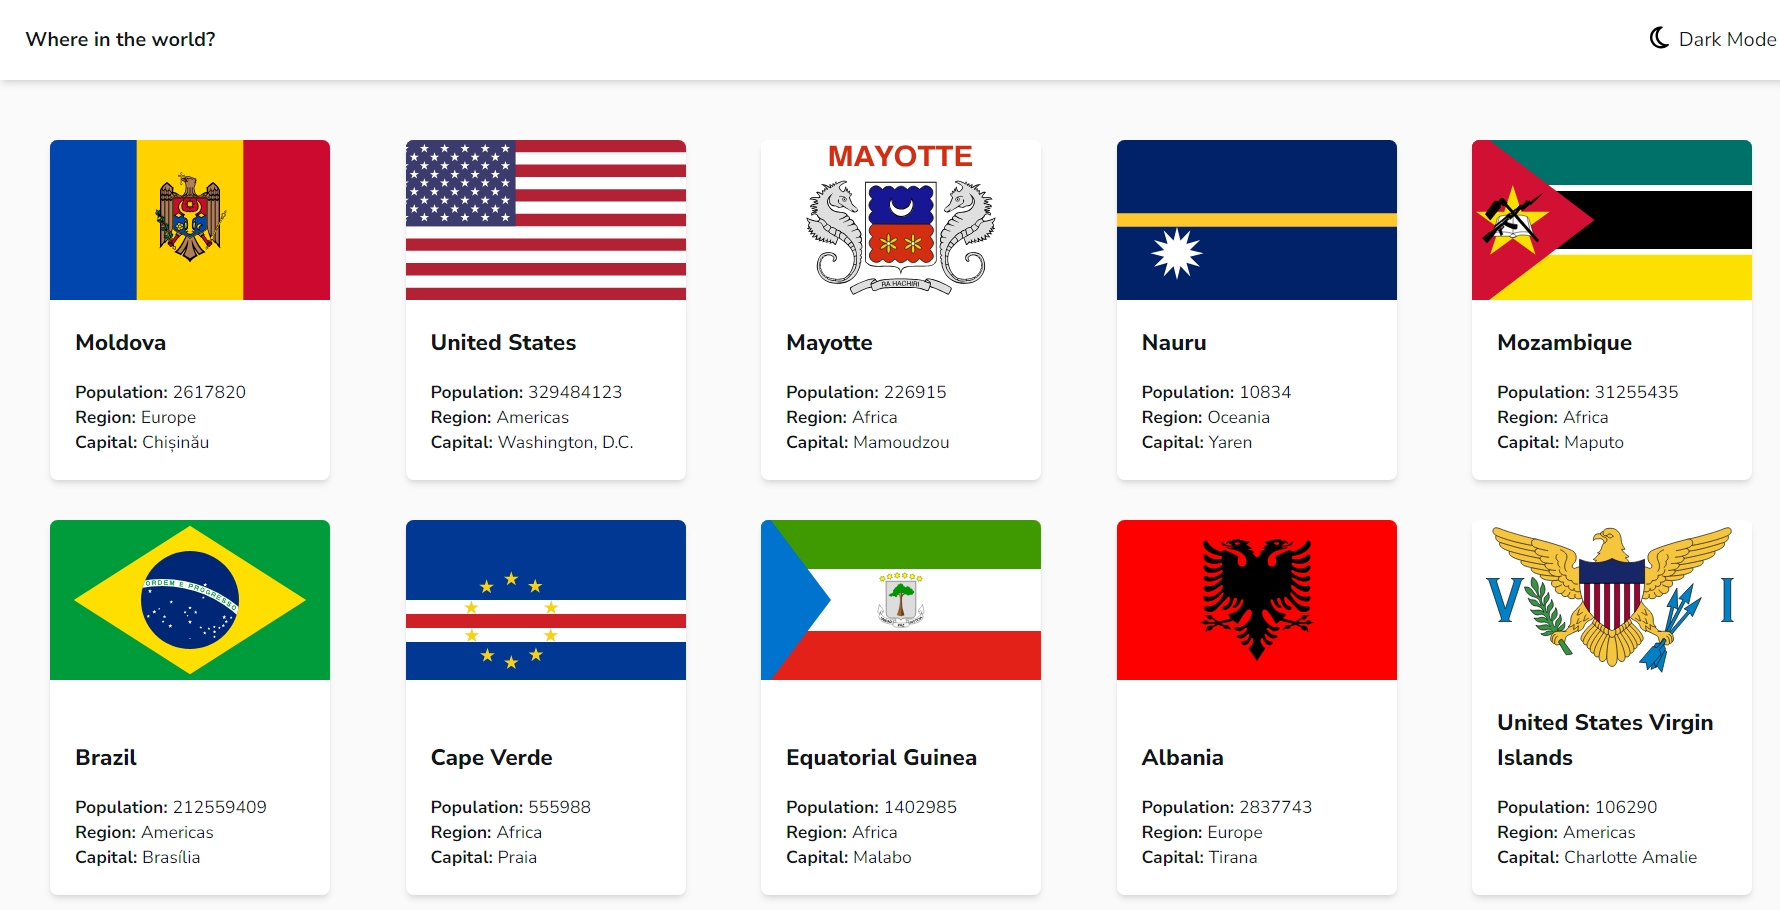 Where in the world?
Dark Mode
MAYOTTE
RA HACHIRI
Moldova
Population: 2617820
Region: Europe
Capital: Chișinău
United States
Population: 329484123
Region: Americas
Capital: Washington, D.C.
Mayotte
Population: 226915
Region: Africa
Capital: Mamoudzou
Nauru
Population: 10834
Region: Oceania
Capital: Yaren
Mozambique
Population: 31255435
Region: Africa
Capital: Maputo
ORDEM E PROGRESSO
Brazil
Population: 212559409
Region: Americas
Capital: Brasília
Cape Verde
Population: 555988
Region: Africa
Capital: Praia
Equatorial Guinea
Population: 1402985
Region: Africa
Capital: Malabo
Albania
Population: 2837743
Region: Europe
Capital: Tirana
V I
United States Virgin
Islands
Population: 106290
Region: Americas
Capital: Charlotte Amalie